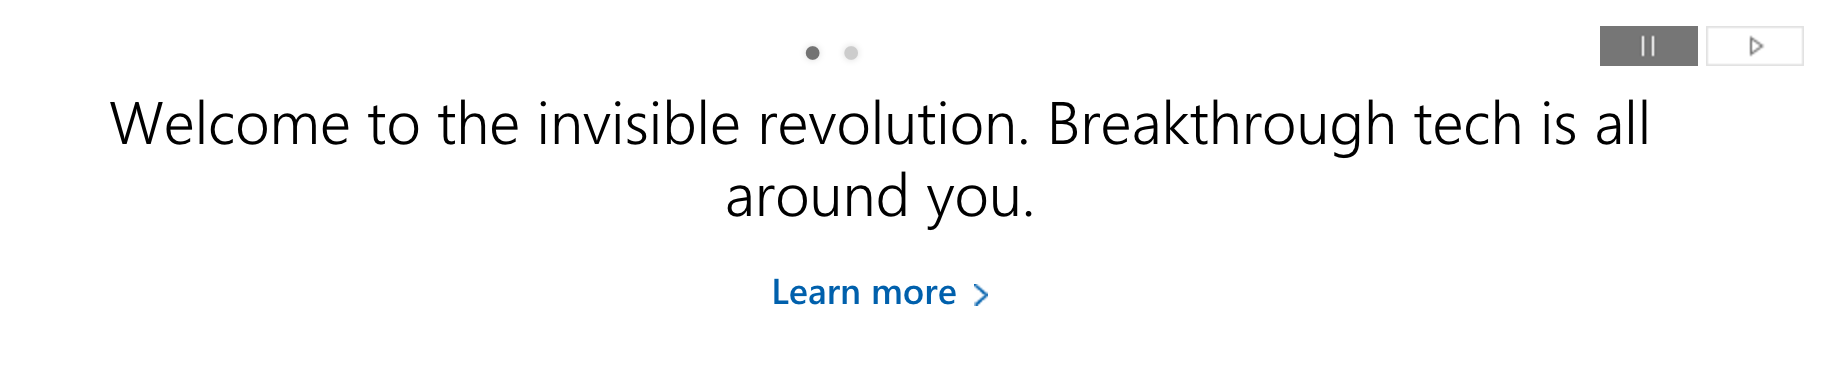 Welcome to the invisible revolution. Breakthrough tech is all
around you.
Learn more